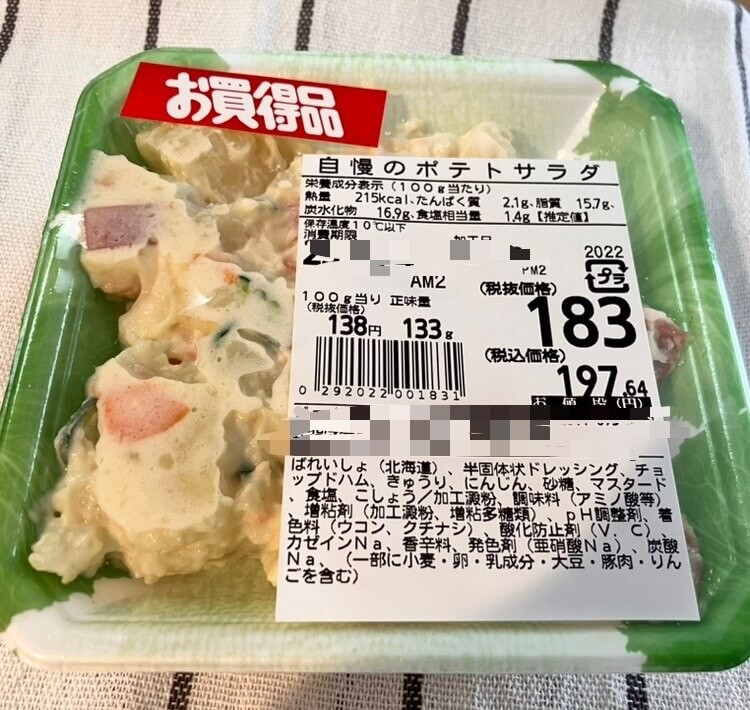 お買得品
自慢のポテトサラダ
栄養成分表示(100g当たり)
熱量 215kcal、たんぱく質 2.1g、脂質 15.7g、
炭水化物 16.9g、食塩相当量 1.4g【推定値】
保存温度10℃以下
消費期限 加工日
2022
AM2 PM2 プラ
100g当り 正味量 (税抜価格)
(税抜価格)
138円 133g 183
(税込価格)
197.64
0 292022 001831
お値段(円)
ばれいしょ(北海道)、半固体状ドレッシング、チョ
ップドハム、きゅうり、にんじん、砂糖、マスタード
、食塩、こしょう/加工澱粉、調味料(アミノ酸等)
、増粘剤(加工澱粉、増粘多糖類)、pH調整剤、着
色料(ウコン、クチナシ)、酸化防止剤(V.C)、
カゼインNa、香辛料、発色剤(亜硝酸Na)、炭酸
Na、(一部に小麦・卵・乳成分・大豆・豚肉・りん
ごを含む)